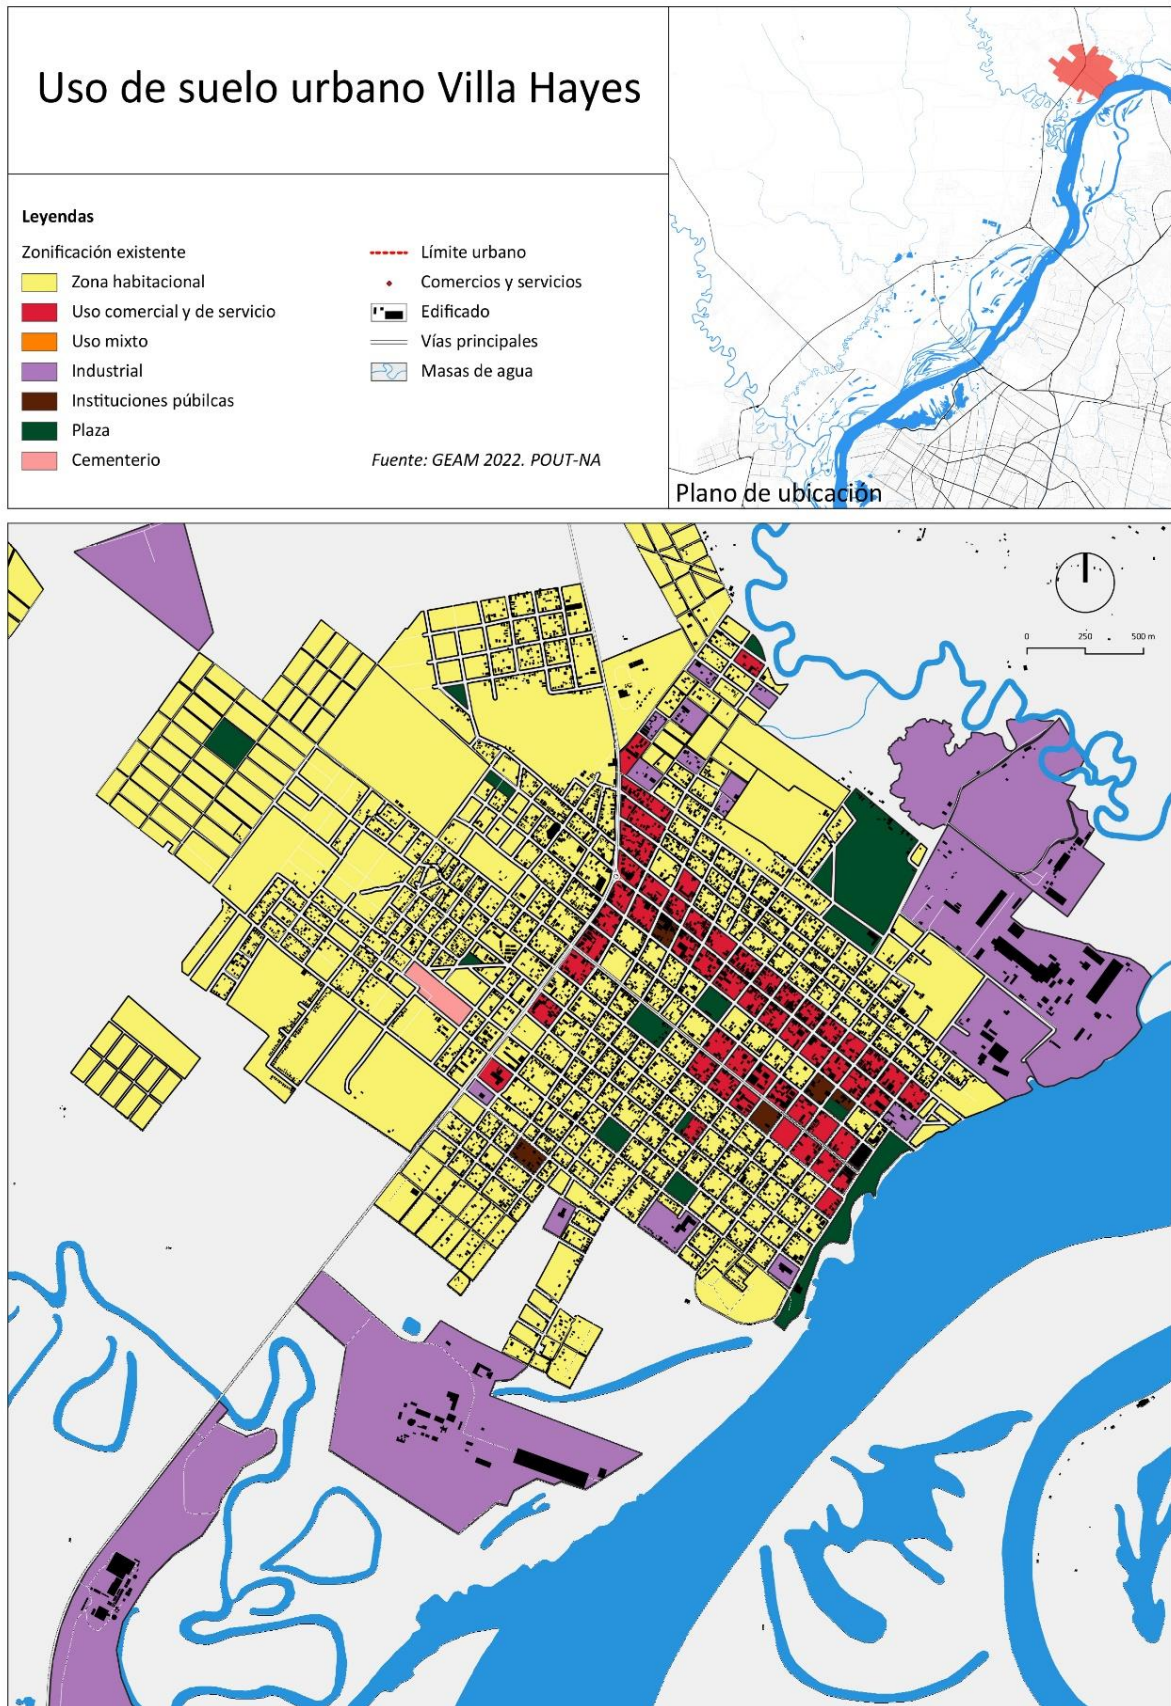 Uso de suelo urbano Villa Hayes
Leyendas
Zonificación existente
Zona habitacional
Uso comercial y de servicio
Uso mixto
Industrial
Instituciones púbilcas
Plaza
Cementerio
Límite urbano
Comercios y servicios
Edificado
Vías principales
Masas de agua
Fuente: GEAM 2022. POUT-NA
Plano de ubicación
0 250 500 m